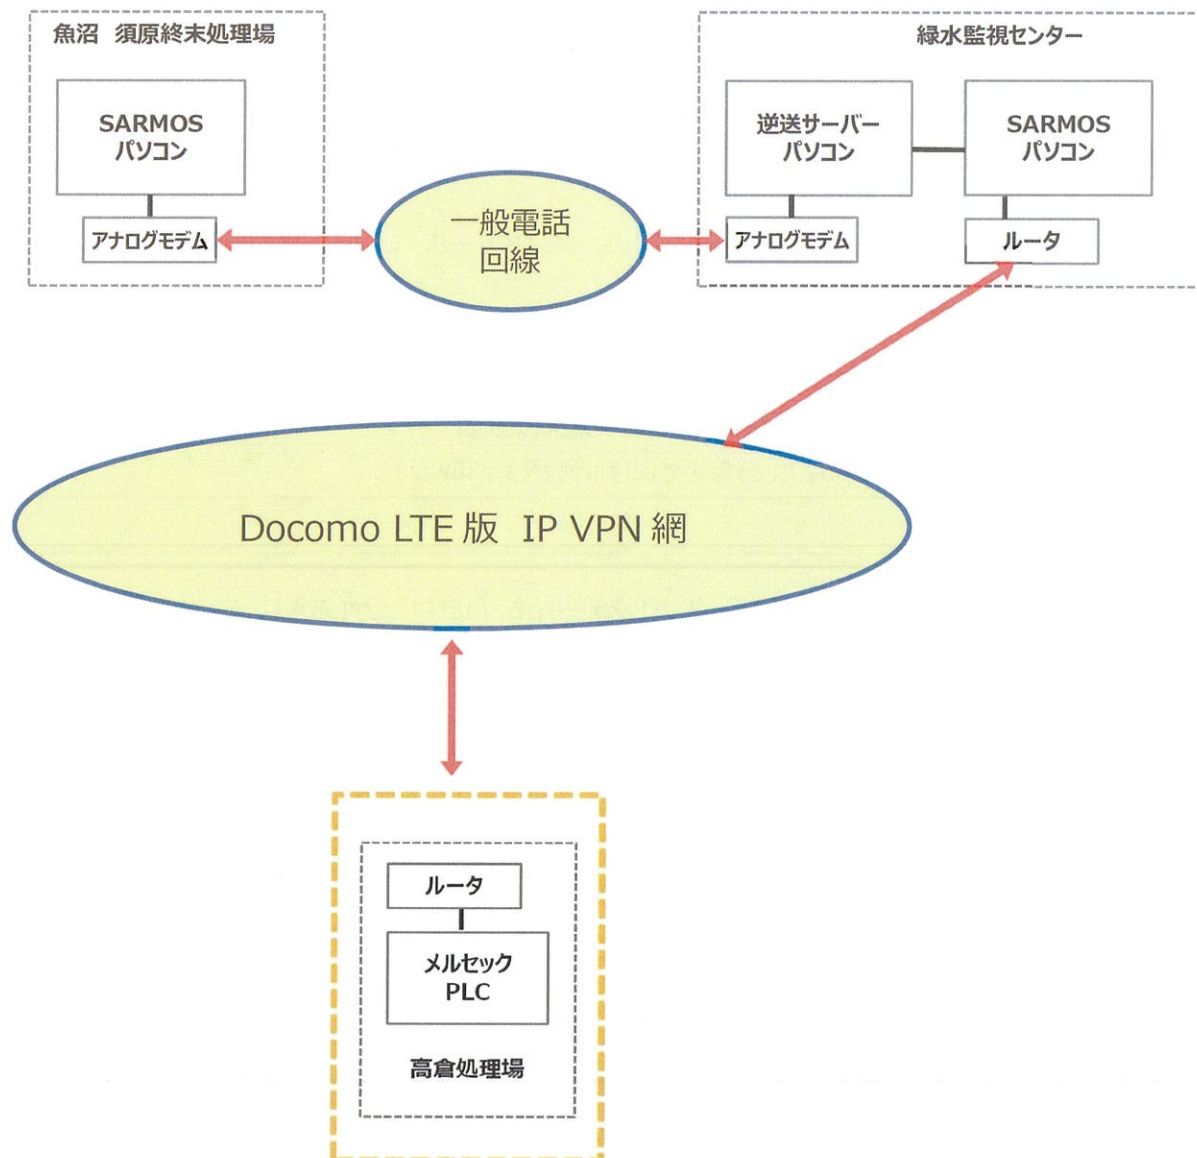 魚沼 須原終末処理場
SARMOS
パソコン
アナログモデム
一般電話
回線
緑水監視センター
逆送サーバー
パソコン
SARMOS
パソコン
アナログモデム
ルータ
Docomo LTE 版 IP VPN 網
ルータ
メルセック
PLC
高倉処理場